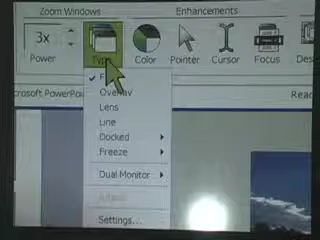 Zoom Windows
Enhancements
3x
Power
Color
Pointer
Cursor
Focus
Overlay
Lens
Line
Docked
Freeze
Dual Monitor
Settings...